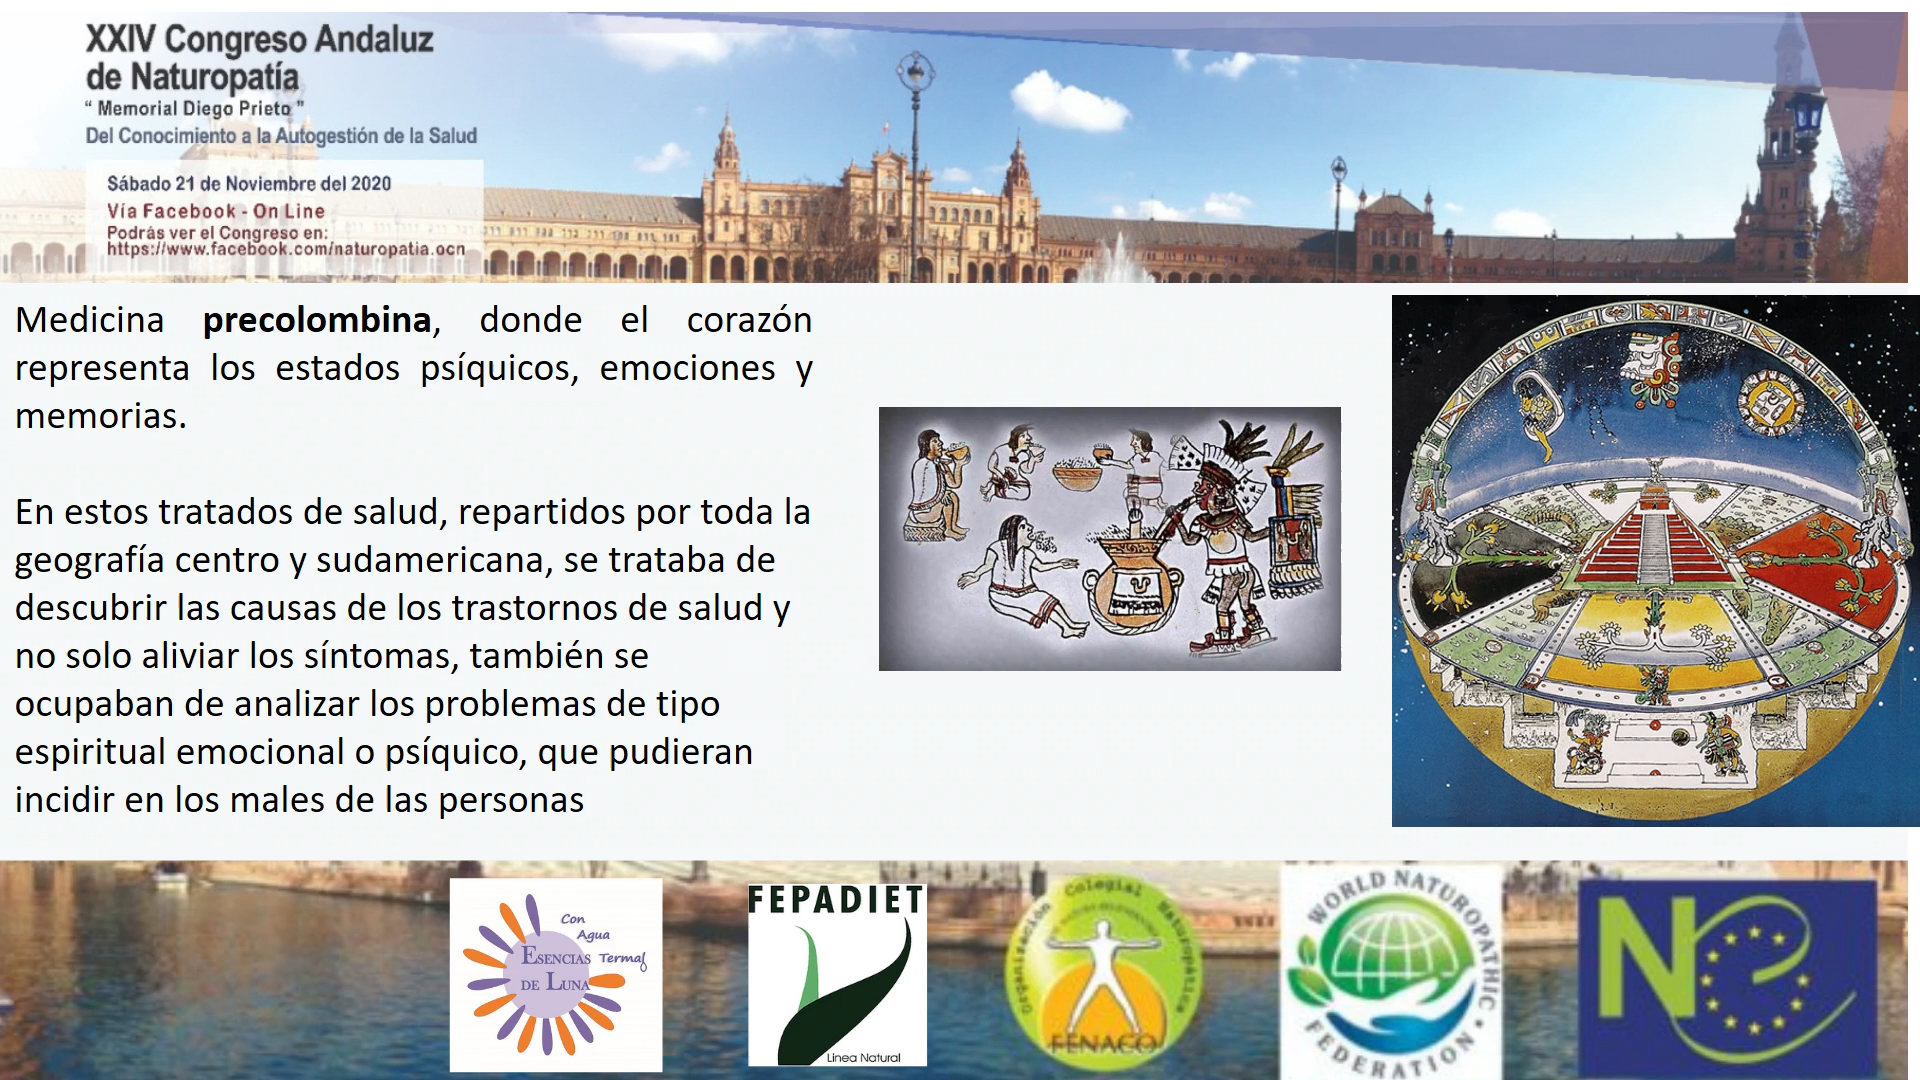 XXIV Congreso Andaluz
de Naturopatía
“ Memorial Diego Prieto ”
Del Conocimiento a la Autogestión de la Salud
Sábado 21 de Noviembre del 2020
Vía Facebook - On Line
Podrás ver el Congreso en:
https://www.facebook.com/naturopatia.ocn
Medicina precolombina, donde el corazón
representa los estados psíquicos, emociones y
memorias.
En estos tratados de salud, repartidos por toda la
geografía centro y sudamericana, se trataba de
descubrir las causas de los trastornos de salud y
no solo aliviar los síntomas, también se
ocupaban de analizar los problemas de tipo
espiritual emocional o psíquico, que pudieran
incidir en los males de las personas
Con
Agua
Termal
ESENCIAS
DE LUNA
FEPADIET
Linea Natural
Organización Colegial Naturopática
FENACO
WORLD NATUROPATHIC
FEDERATION
Ne